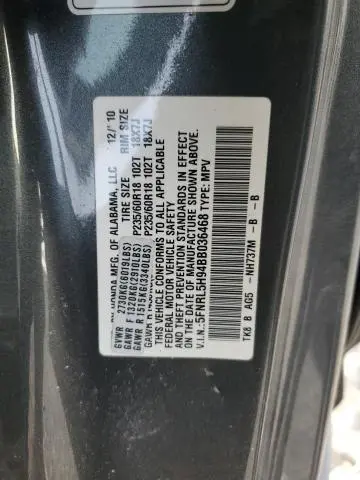 HONDA MFG. OF ALABAMA, LLC 12/'10
TIRE SIZE RIM SIZE
GVWR 2730KG(6019LBS)
GAWR F 1320KG(2910LBS) P235/60R18 102T 18X7J
GAWR R 1515KG(3340LBS) P235/60R18 102T 18X7J
THIS VEHICLE CONFORMS TO ALL APPLICABLE
FEDERAL MOTOR VEHICLE SAFETY
AND THEFT PREVENTION STANDARDS IN EFFECT
ON THE DATE OF MANUFACTURE SHOWN ABOVE.
V.I.N.: 5FNRL5H94BB036468 TYPE: MPV
TK8 B AG5 - NH737M - B - B